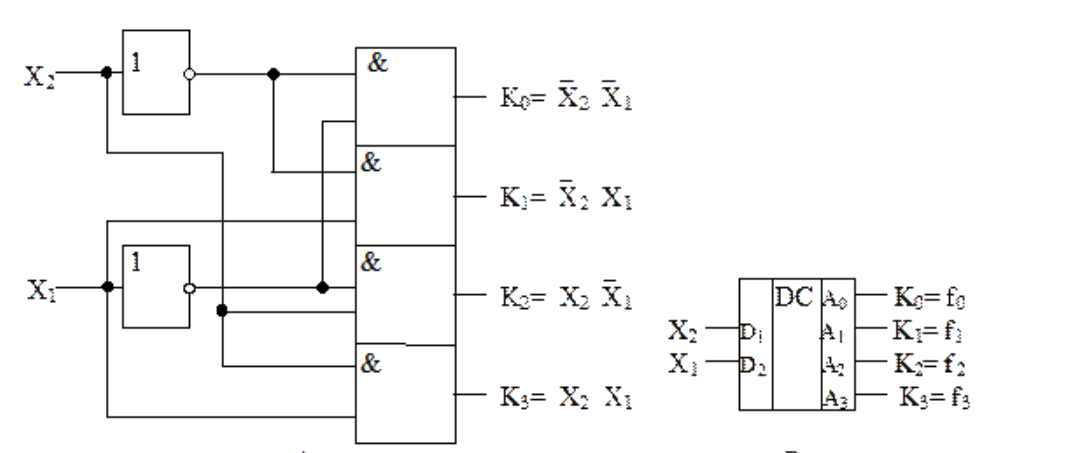 X₂
1
&
K₀= X̅₂ X̅₁
&
K₁= X̅₂ X₁
X₁
1
&
K₂= X₂ X̅₁
&
K₃= X₂ X₁
DC
X₂
D₁
X₁
D₂
A₀
K₀= f₀
A₁
K₁= f₁
A₂
K₂= f₂
A₃
K₃= f₃